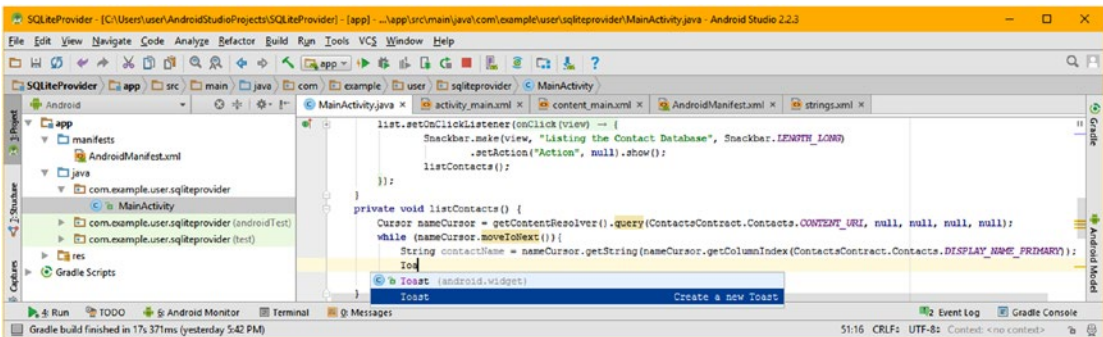 SQLiteProvider - [C:\Users\user\AndroidStudioProjects\SQLiteProvider] - [app] - ...\app\src\main\java\com\example\user\sqliteprovider\MainActivity.java - Android Studio 2.2.3
File Edit View Navigate Code Analyze Refactor Build Run Tools VCS Window Help
app
SQLiteProvider app src main java com example user sqliteprovider MainActivity
Android
MainActivity.java × activity_main.xml × content_main.xml × AndroidManifest.xml × strings.xml ×
1: Project
7: Structure
Captures
app
manifests
AndroidManifest.xml
java
com.example.user.sqliteprovider
MainActivity
com.example.user.sqliteprovider (androidTest)
com.example.user.sqliteprovider (test)
res
Gradle Scripts
list.setOnClickListener(onClick(view) → {
Snackbar.make(view, "Listing the Contact Database", Snackbar.LENGTH_LONG)
.setAction("Action", null).show();
listContacts();
});
}
private void listContacts() {
Cursor nameCursor = getContentResolver().query(ContactsContract.Contacts.CONTENT_URI, null, null, null, null);
while (nameCursor.moveToNext()){
String contactName = nameCursor.getString(nameCursor.getColumnIndex(ContactsContract.Contacts.DISPLAY_NAME_PRIMARY));
Toa
Toast (android.widget)
Toast Create a new Toast
}
Gradle
Android Model
4: Run TODO 6: Android Monitor Terminal 0: Messages Event Log Gradle Console
Gradle build finished in 17s 371ms (yesterday 5:42 PM) 51:16 CRLF÷ UTF-8÷ Context: <no context>